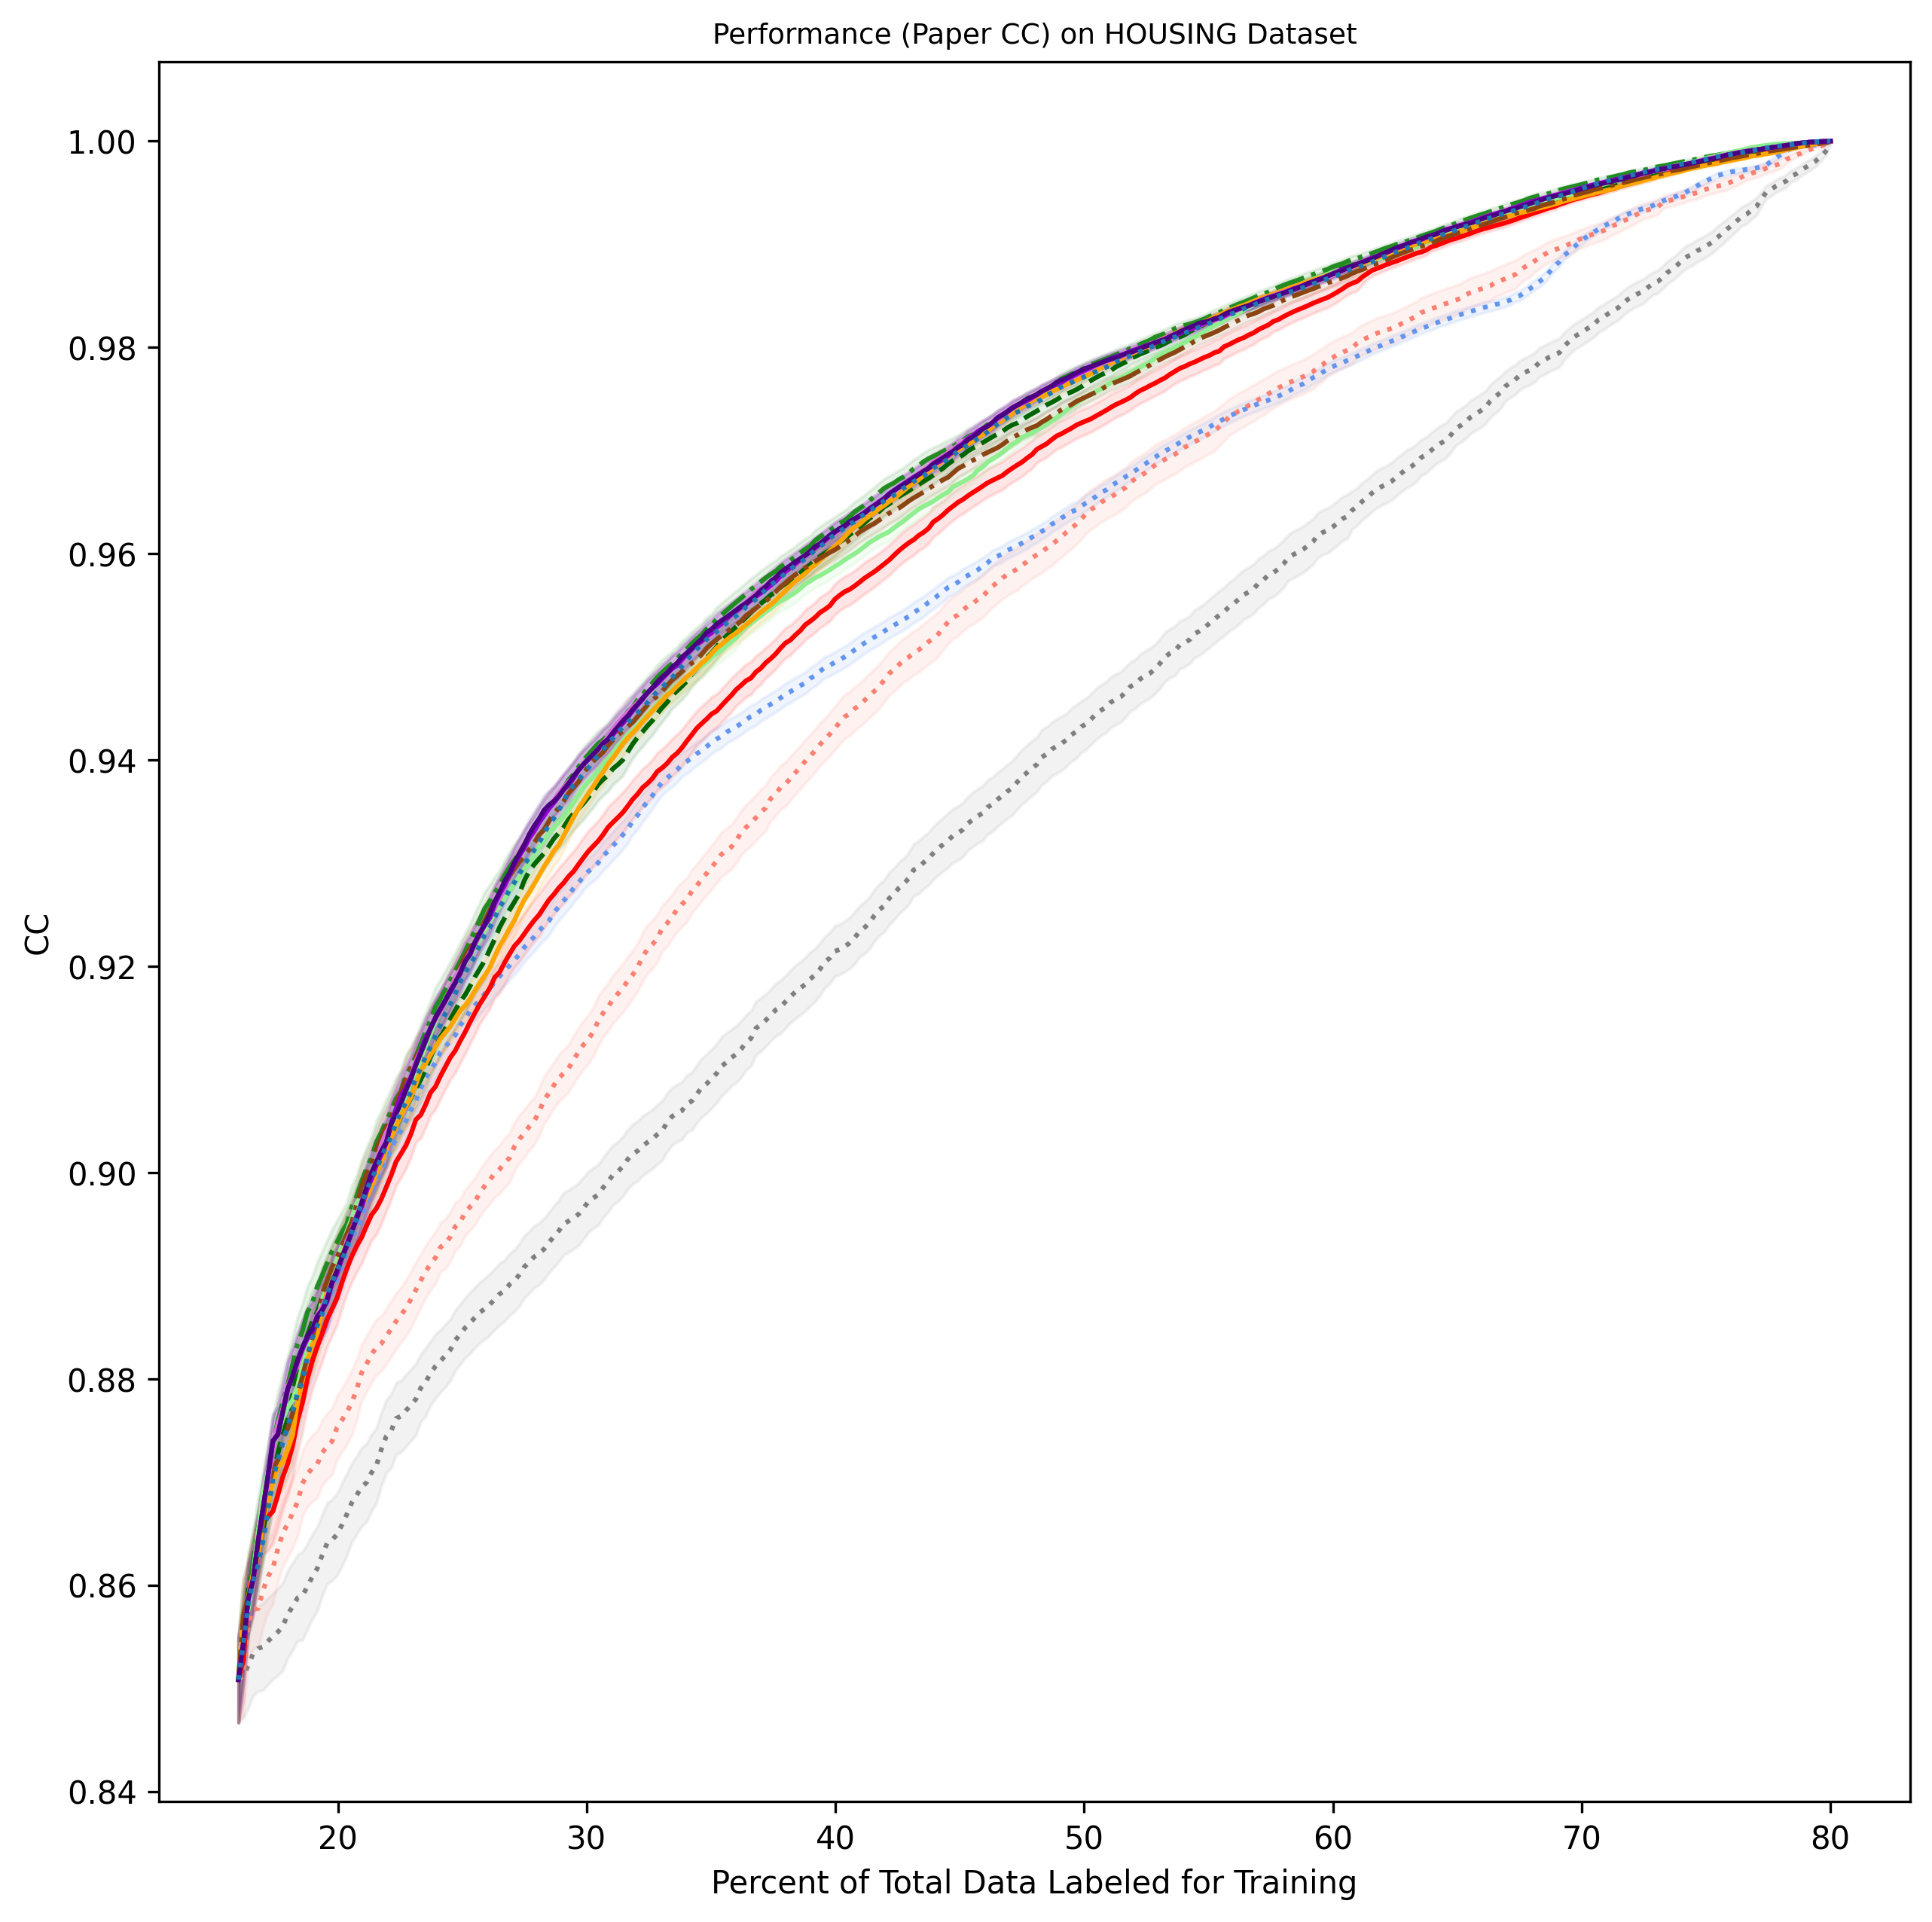 Performance (Paper CC) on HOUSING Dataset
1.00
0.98
0.96
0.94
0.92
0.90
0.88
0.86
0.84
CC
20 30 40 50 60 70 80
Percent of Total Data Labeled for Training